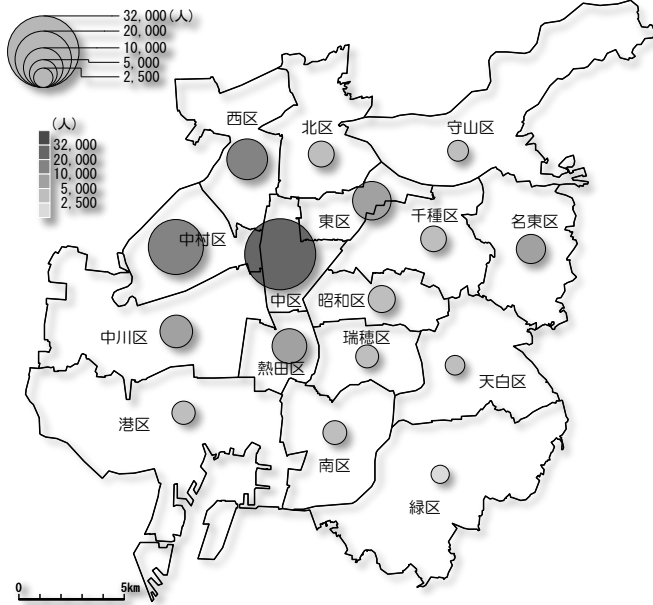 32,000(人)
20,000
10,000
5,000
2,500
(人)
32,000
20,000
10,000
5,000
2,500
西区
北区
守山区
東区
千種区
名東区
中村区
中区
昭和区
中川区
熱田区
瑞穂区
天白区
港区
南区
緑区
0 5km